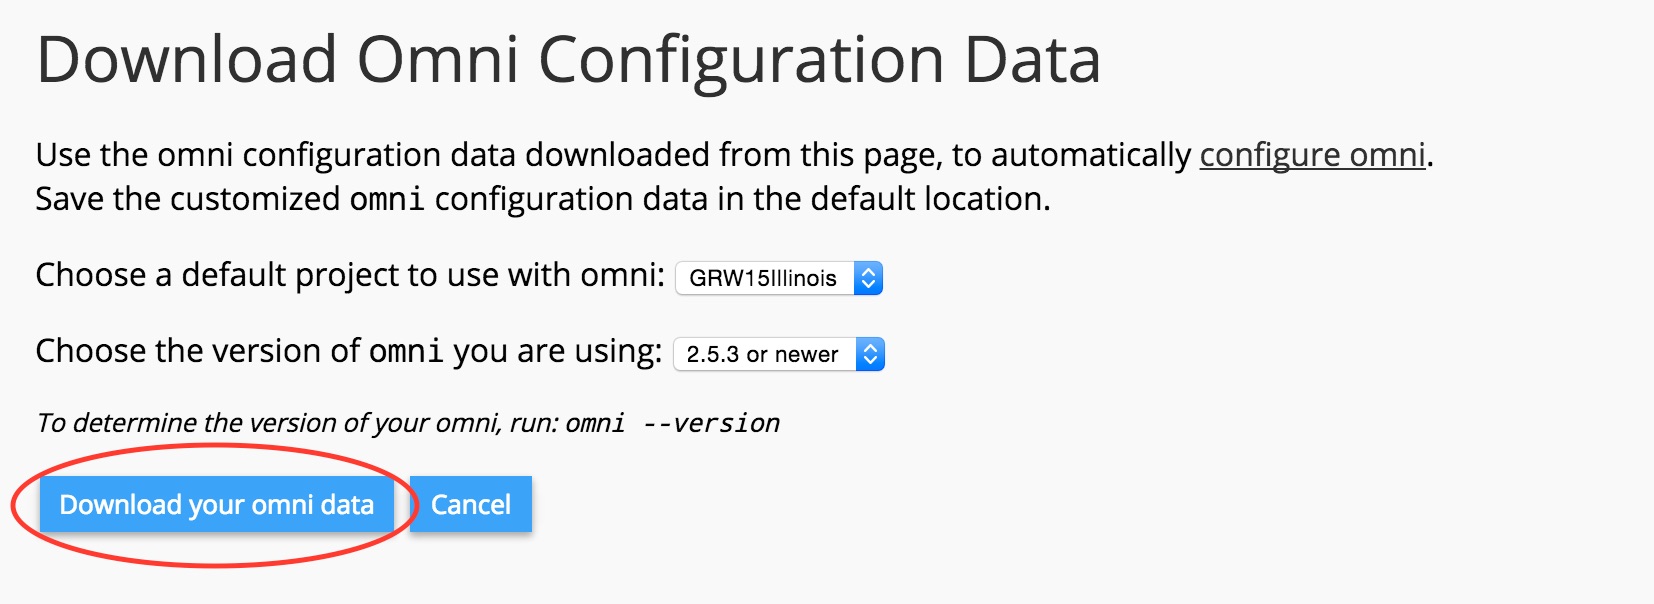 Download Omni Configuration Data
Use the omni configuration data downloaded from this page, to automatically configure omni.
Save the customized omni configuration data in the default location.
Choose a default project to use with omni: GRW15Illinois
Choose the version of omni you are using: 2.5.3 or newer
To determine the version of your omni, run: omni --version
Download your omni data Cancel